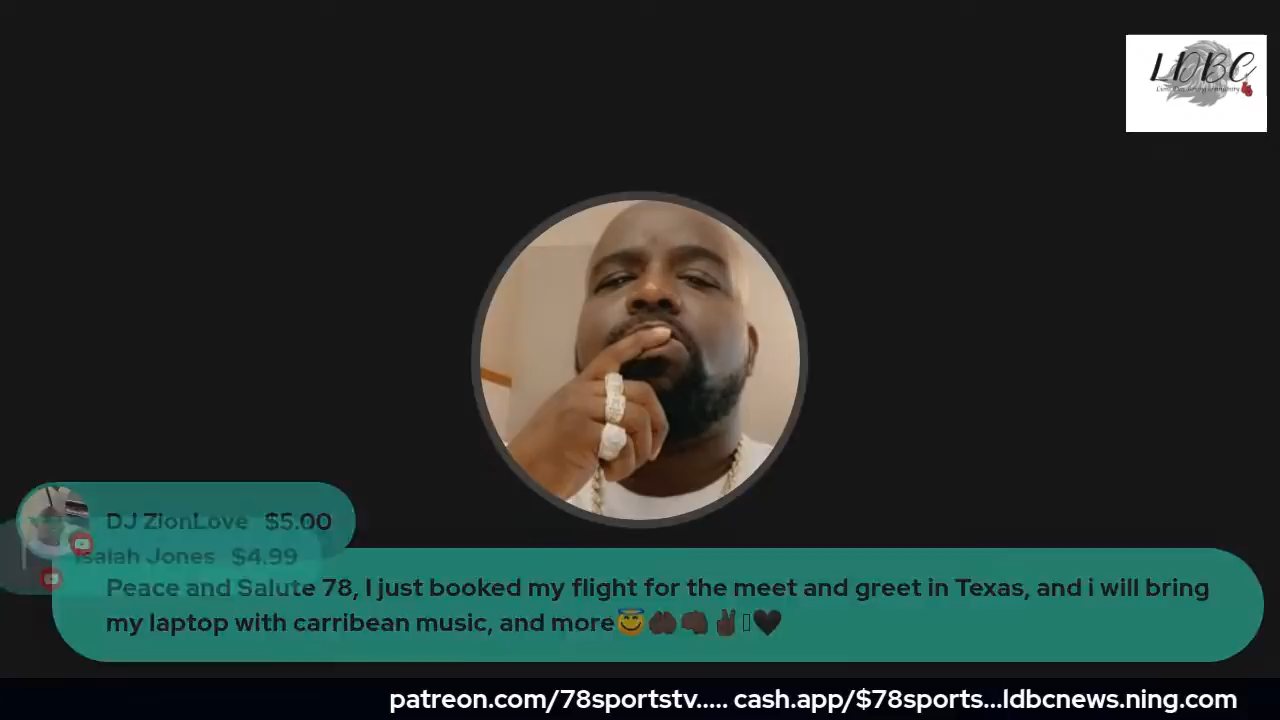 LDBC
DJ ZionLove $5.00
Isaiah Jones $4.99
Peace and Salute 78, I just booked my flight for the meet and greet in Texas, and i will bring
my laptop with carribean music, and more😇🤲🏿👊🏿✌🏿▯🖤
patreon.com/78sportstv..... cash.app/$78sports...ldbcnews.ning.com